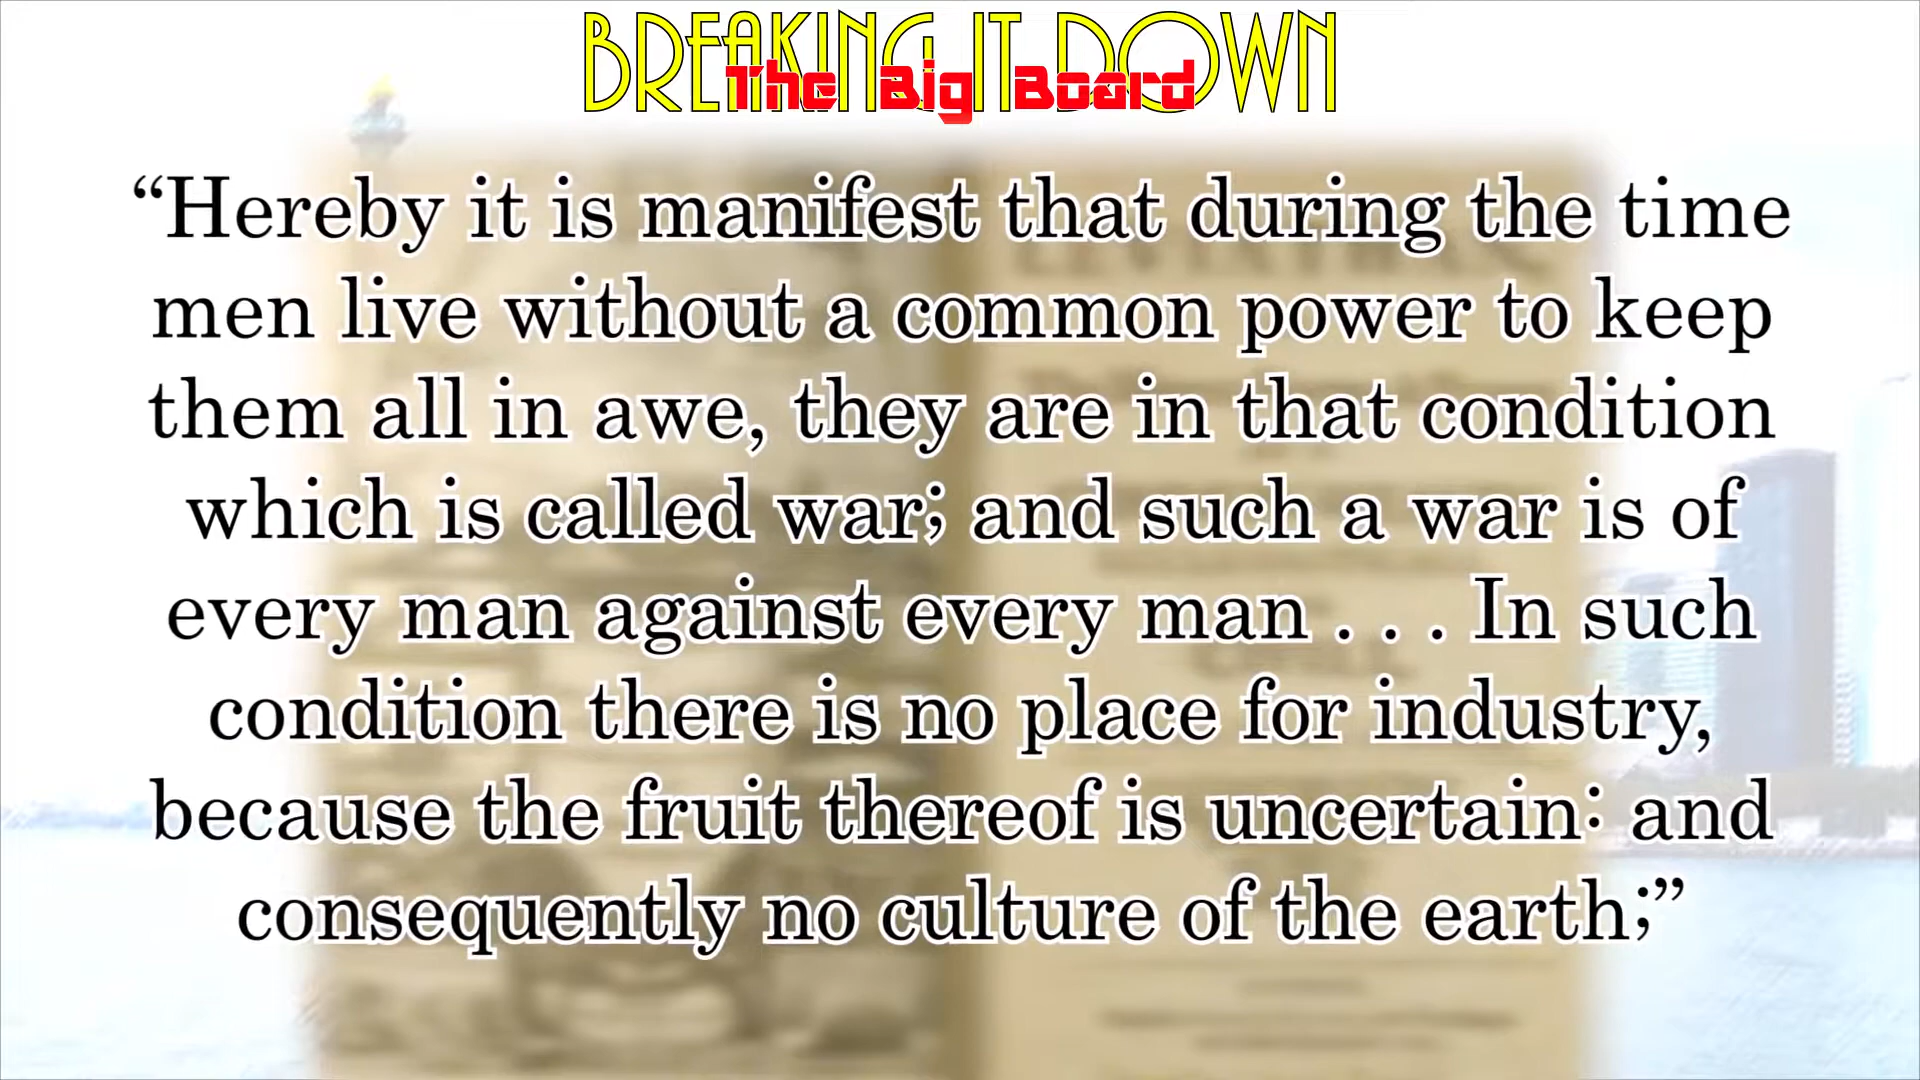 BREAKING IT DOWN
The Big Board
“Hereby it is manifest that during the time
men live without a common power to keep
them all in awe, they are in that condition
which is called war; and such a war is of
every man against every man . . . In such
condition there is no place for industry,
because the fruit thereof is uncertain: and
consequently no culture of the earth;”